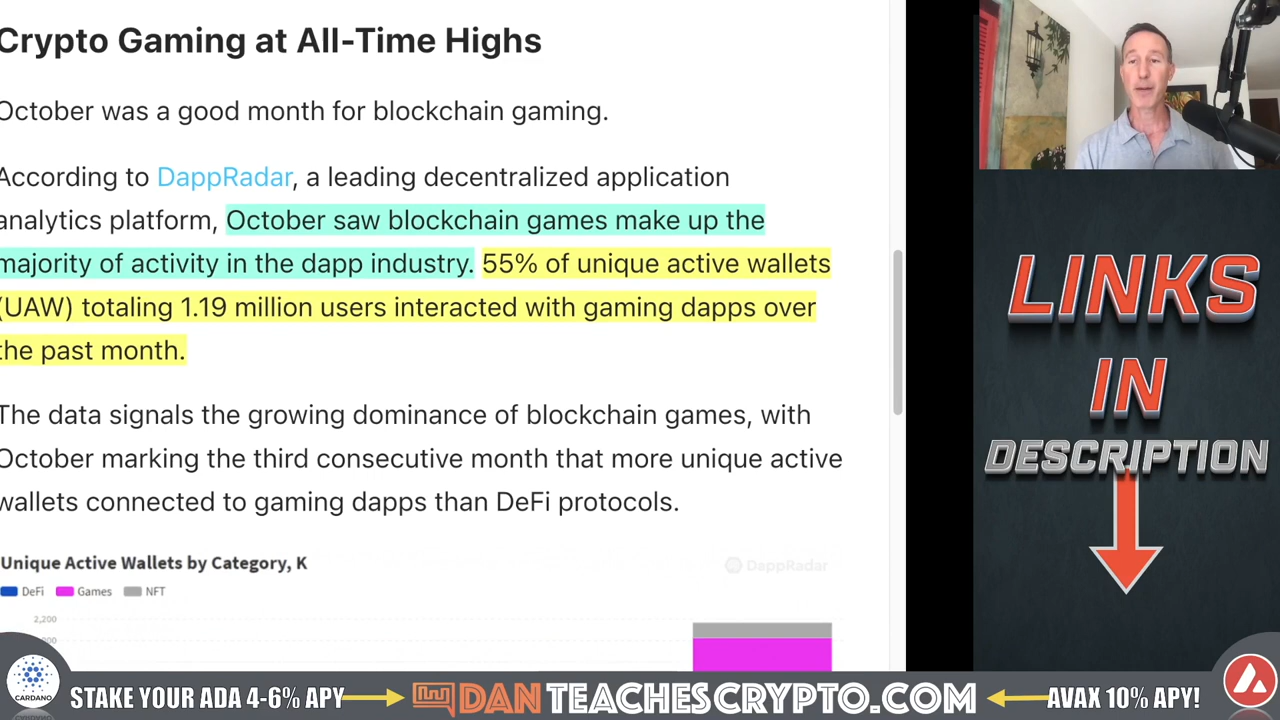 Crypto Gaming at All-Time Highs
October was a good month for blockchain gaming.
According to DappRadar, a leading decentralized application
analytics platform, October saw blockchain games make up the
majority of activity in the dapp industry. 55% of unique active wallets
(UAW) totaling 1.19 million users interacted with gaming dapps over
the past month.
The data signals the growing dominance of blockchain games, with
October marking the third consecutive month that more unique active
wallets connected to gaming dapps than DeFi protocols.
Unique Active Wallets by Category, K
DappRadar
DeFi Games NFT
2,200
LINKS
IN
DESCRIPTION
CARDANO
STAKE YOUR ADA 4-6% APY
DANTEACHESCRYPTO.COM
AVAX 10% APY!